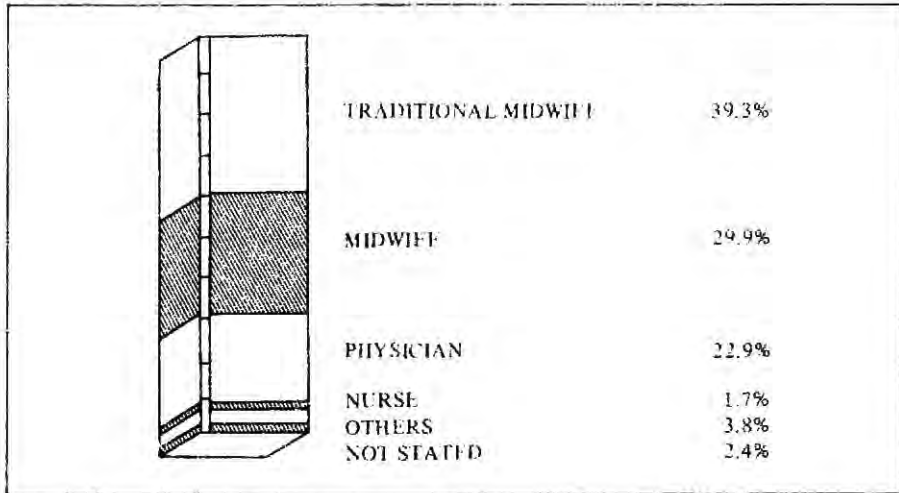 TRADITIONAL MIDWIFE 39.3%
MIDWIFE 29.9%
PHYSICIAN 22.9%
NURSE 1.7%
OTHERS 3.8%
NOT STATED 2.4%